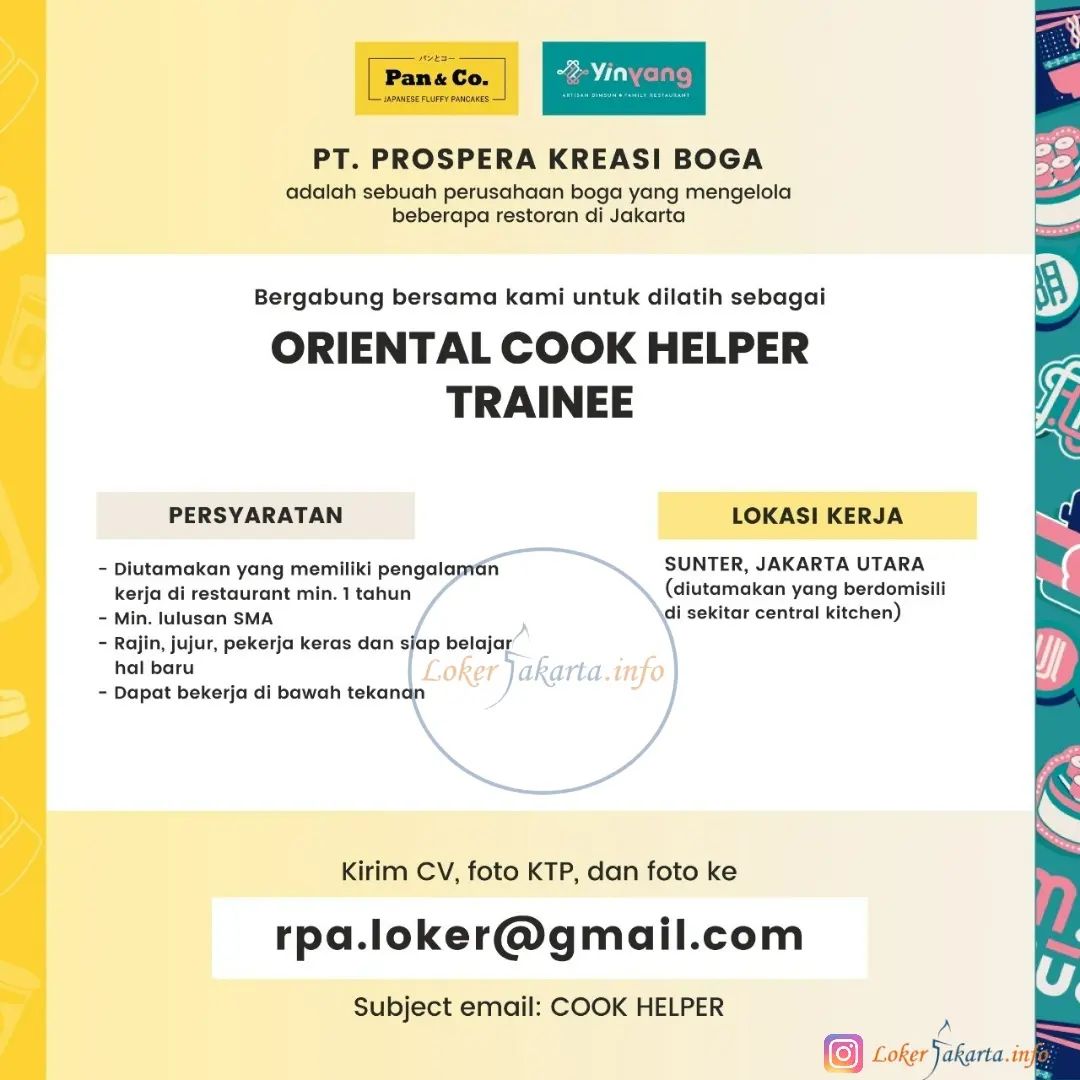 パンとコー
Pan & Co.
JAPANESE FLUFFY PANCAKES
Yinyang
ARTISAN DIMSUM & FAMILY RESTAURANT
PT. PROSPERA KREASI BOGA
adalah sebuah perusahaan boga yang mengelola
beberapa restoran di Jakarta
Bergabung bersama kami untuk dilatih sebagai
ORIENTAL COOK HELPER
TRAINEE
PERSYARATAN
- Diutamakan yang memiliki pengalaman
kerja di restaurant min. 1 tahun
- Min. lulusan SMA
- Rajin, jujur, pekerja keras dan siap belajar
hal baru
- Dapat bekerja di bawah tekanan
LOKASI KERJA
SUNTER, JAKARTA UTARA
(diutamakan yang berdomisili
di sekitar central kitchen)
Loker Jakarta.info
Kirim CV, foto KTP, dan foto ke
rpa.loker@gmail.com
Subject email: COOK HELPER
Loker Jakarta.info